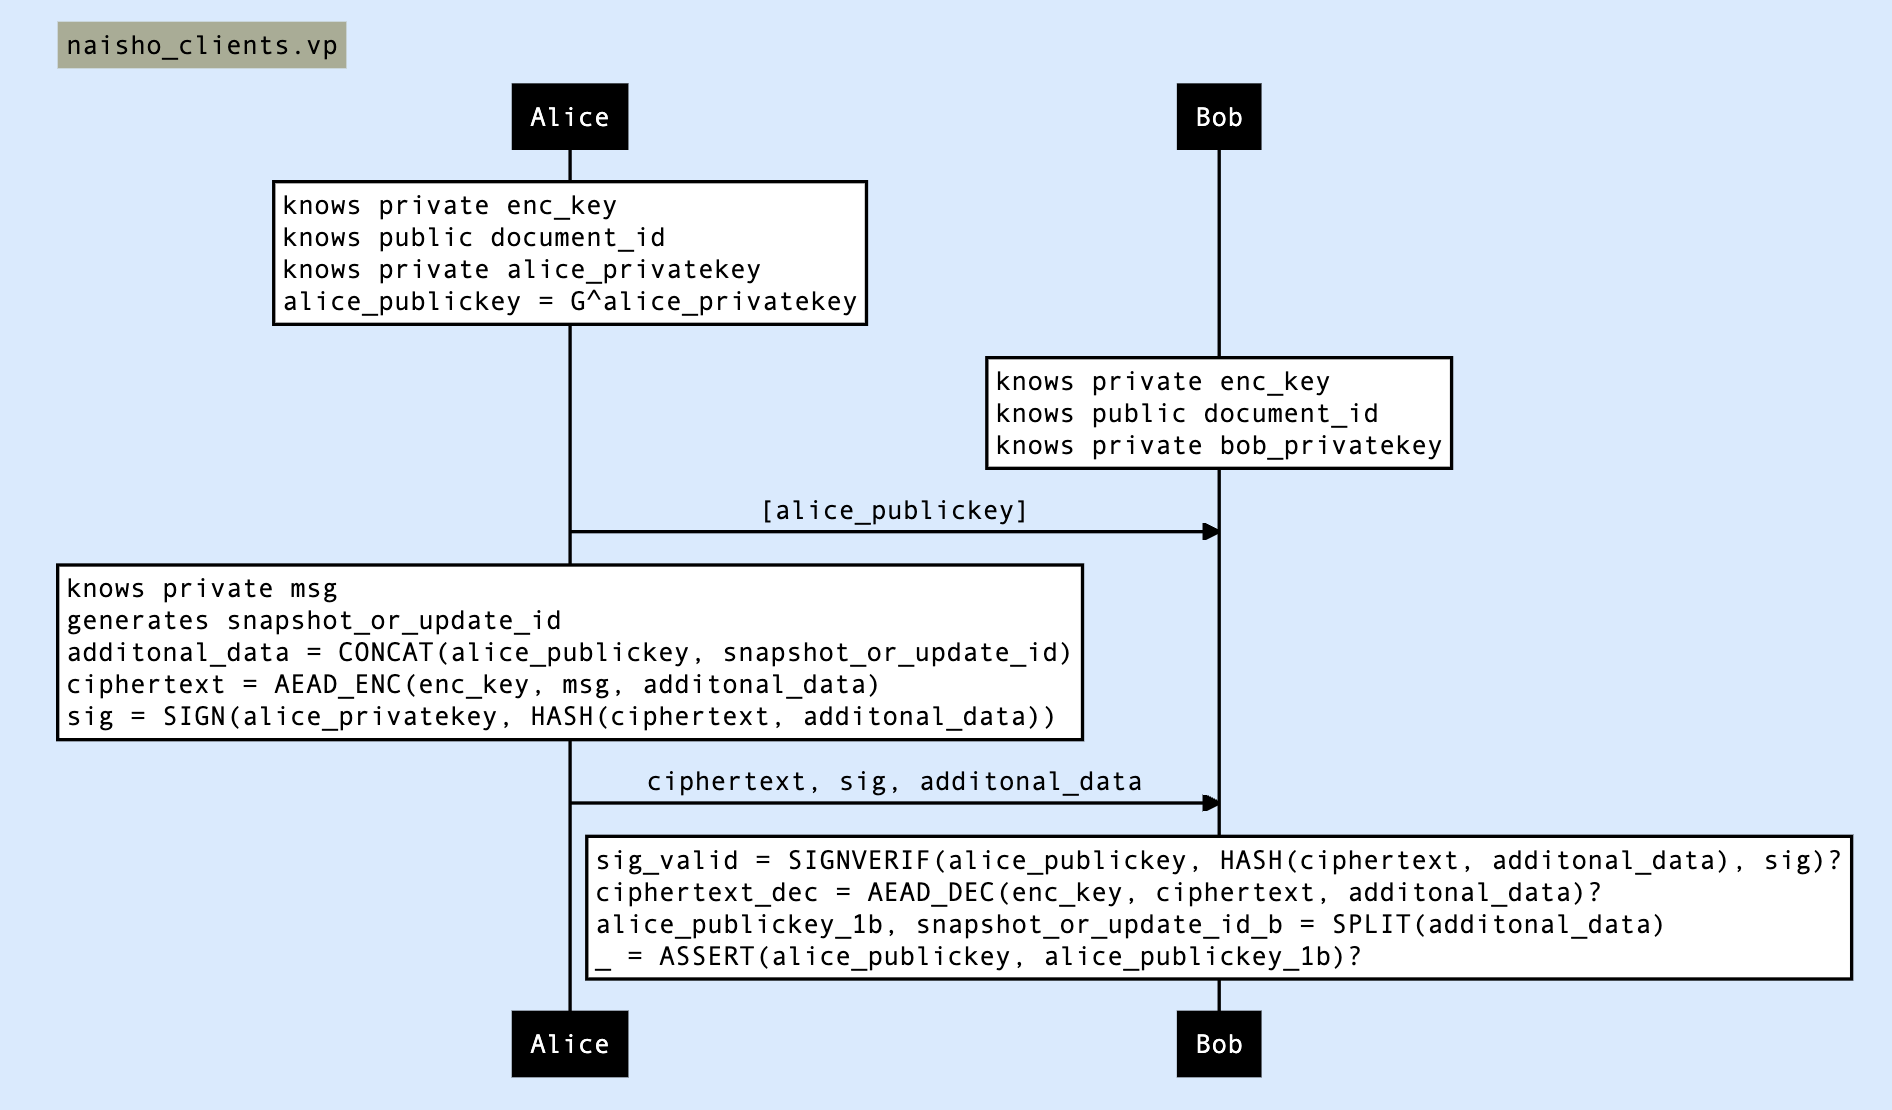 naisho_clients.vp
Alice
Bob
knows private enc_key
knows public document_id
knows private alice_privatekey
alice_publickey = G^alice_privatekey
knows private enc_key
knows public document_id
knows private bob_privatekey
[alice_publickey]
knows private msg
generates snapshot_or_update_id
additonal_data = CONCAT(alice_publickey, snapshot_or_update_id)
ciphertext = AEAD_ENC(enc_key, msg, additonal_data)
sig = SIGN(alice_privatekey, HASH(ciphertext, additonal_data))
ciphertext, sig, additonal_data
sig_valid = SIGNVERIF(alice_publickey, HASH(ciphertext, additonal_data), sig)?
ciphertext_dec = AEAD_DEC(enc_key, ciphertext, additonal_data)?
alice_publickey_1b, snapshot_or_update_id_b = SPLIT(additonal_data)
_ = ASSERT(alice_publickey, alice_publickey_1b)?
Alice
Bob